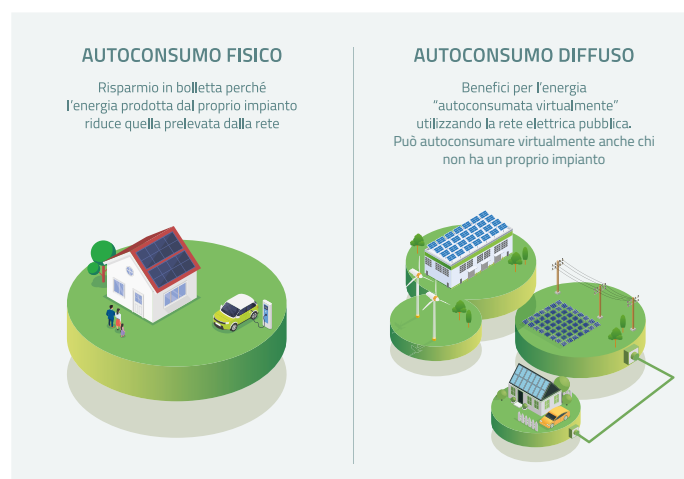 AUTOCONSUMO FISICO
Risparmio in bolletta perché
l'energia prodotta dal proprio impianto
riduce quella prelevata dalla rete
AUTOCONSUMO DIFFUSO
Benefici per l'energia
"autoconsumata virtualmente"
utilizzando la rete elettrica pubblica.
Può autoconsumare virtualmente anche chi
non ha un proprio impianto